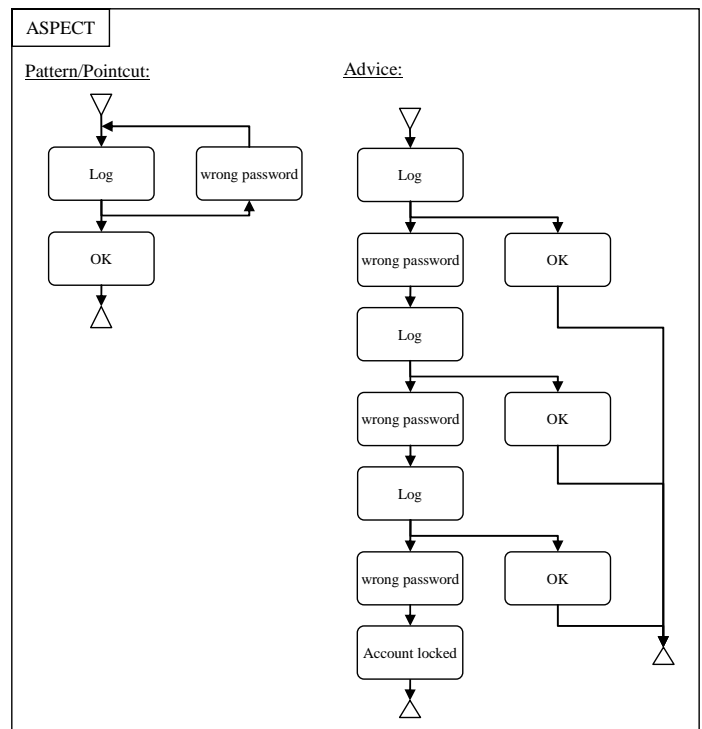 ASPECT
Pattern/Pointcut:
Log
wrong password
OK
Advice:
Log
wrong password
OK
Log
wrong password
OK
Log
wrong password
OK
Account locked